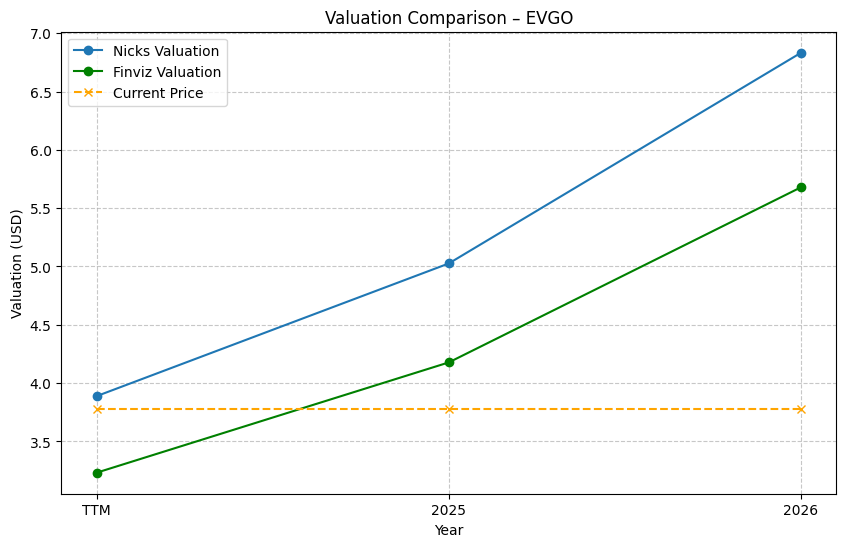 Valuation Comparison – EVGO
Nicks Valuation
Finviz Valuation
Current Price
Valuation (USD)
7.0
6.5
6.0
5.5
5.0
4.5
4.0
3.5
TTM
2025
2026
Year